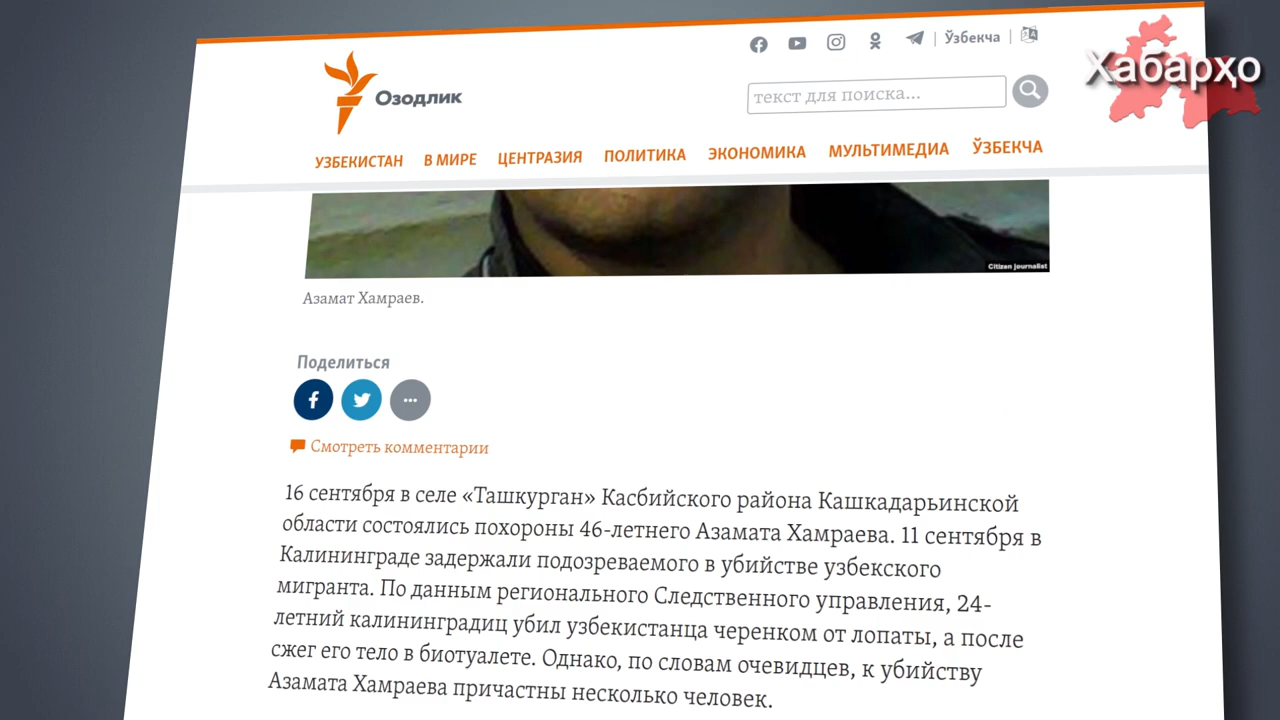 Ўзбекча
Хабарҳо
Озодлик
текст для поиска...
УЗБЕКИСТАН В МИРЕ ЦЕНТРАЗИЯ ПОЛИТИКА ЭКОНОМИКА МУЛЬТИМЕДИА ЎЗБЕКЧА
Citizen journalist
Азамат Хамраев.
Поделиться
Смотреть комментарии
16 сентября в селе «Ташкурган» Касбийского района Кашкадарьинской
области состоялись похороны 46-летнего Азамата Хамраева. 11 сентября в
Калининграде задержали подозреваемого в убийстве узбекского
мигранта. По данным регионального Следственного управления, 24-
летний калининградиц убил узбекистанца черенком от лопаты, а после
сжег его тело в биотуалете. Однако, по словам очевидцев, к убийству
Азамата Хамраева причастны несколько человек.